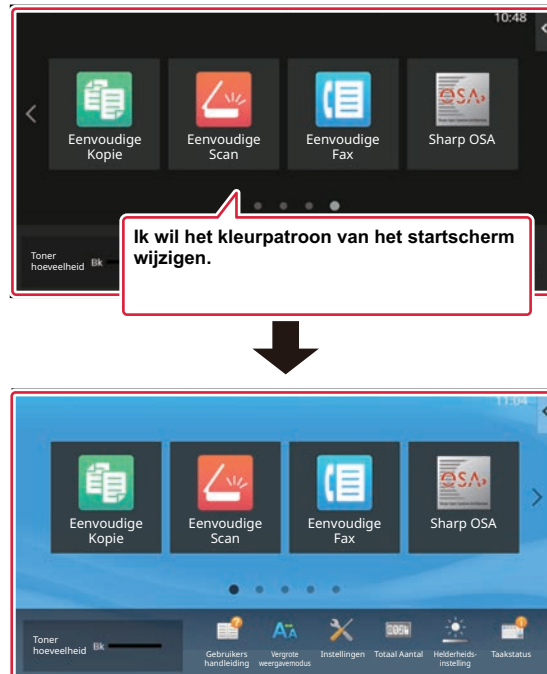 10:48
Eenvoudige
Kopie
Eenvoudige
Scan
Eenvoudige
Fax
OSA
Sharp OSA
Ik wil het kleurpatroon van het startscherm
wijzigen.
Toner
hoeveelheid
Bk
11:04
Eenvoudige
Kopie
Eenvoudige
Scan
Eenvoudige
Fax
OSA
Sharp OSA
Toner
hoeveelheid
Bk
Gebruikers
handleiding
Vergrote
weergavemodus
Instellingen
Totaal Aantal
Helderheids-
instelling
Taakstatus